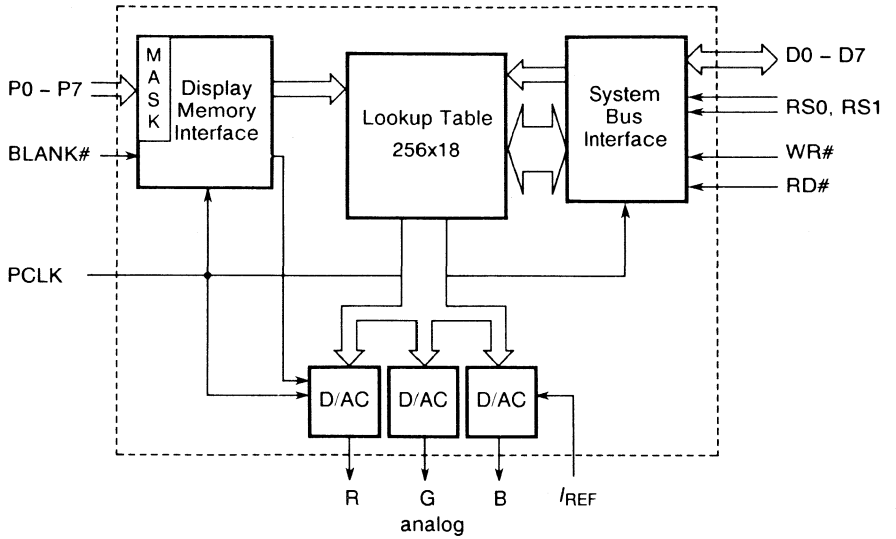 M
A
S
K
Display
Memory
Interface
Lookup Table
256x18
System
Bus
Interface
P0 – P7
BLANK#
PCLK
D0 – D7
RS0, RS1
WR#
RD#
D/AC
D/AC
D/AC
R
G
B
IREF
analog